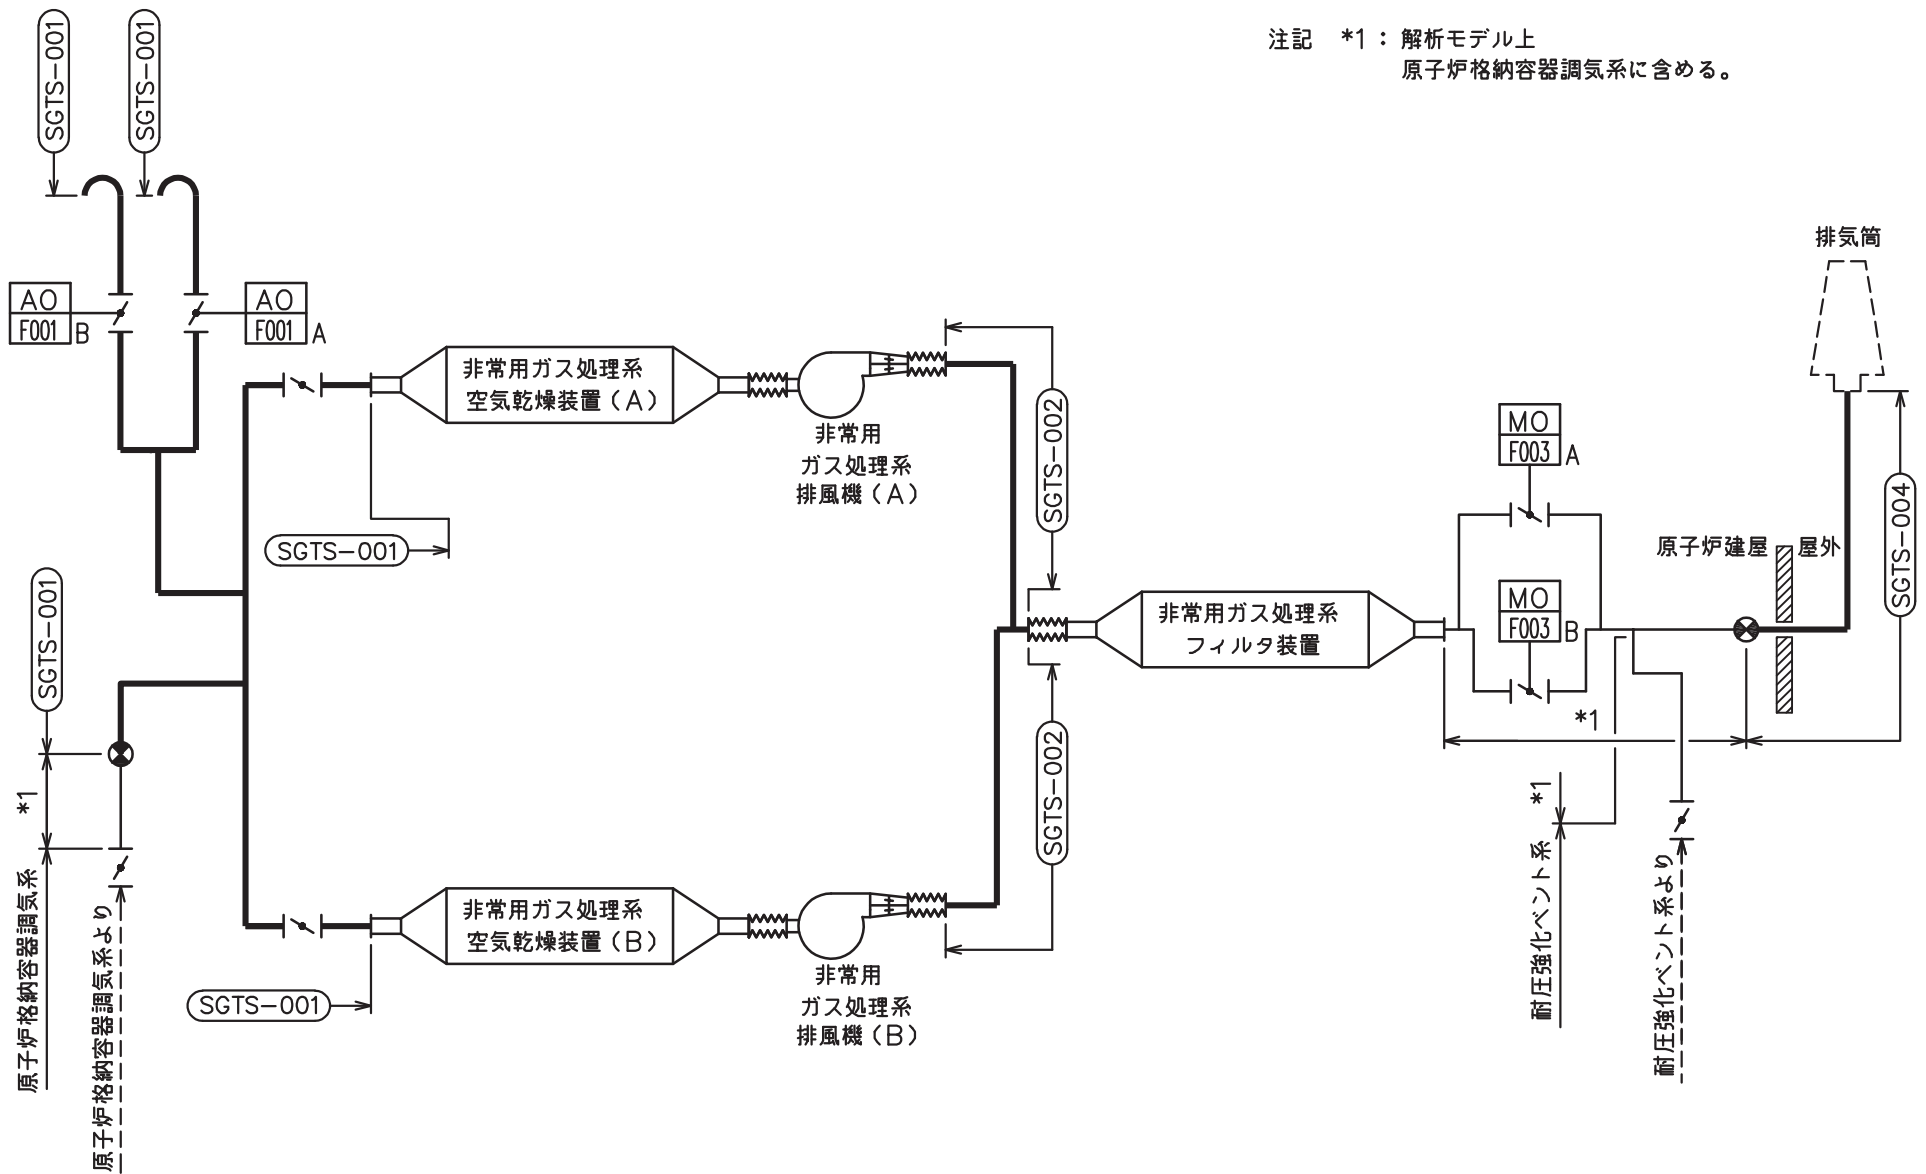 注記 *1 : 解析モデル上
原子炉格納容器調気系に含める。
SGTS-001
SGTS-001
排気筒
AO
F001
B
AO
F001
A
非常用ガス処理系
空気乾燥装置(A)
非常用
ガス処理系
排風機(A)
SGTS-002
MO
F003
A
SGTS-004
SGTS-001
原子炉建屋
屋外
SGTS-001
MO
F003
B
非常用ガス処理系
フィルタ装置
*1
SGTS-002
*1
*1
原子炉格納容器調気系
原子炉格納容器調気系より
耐圧強化ベント系
耐圧強化ベント系より
非常用ガス処理系
空気乾燥装置(B)
非常用
ガス処理系
排風機(B)
SGTS-001